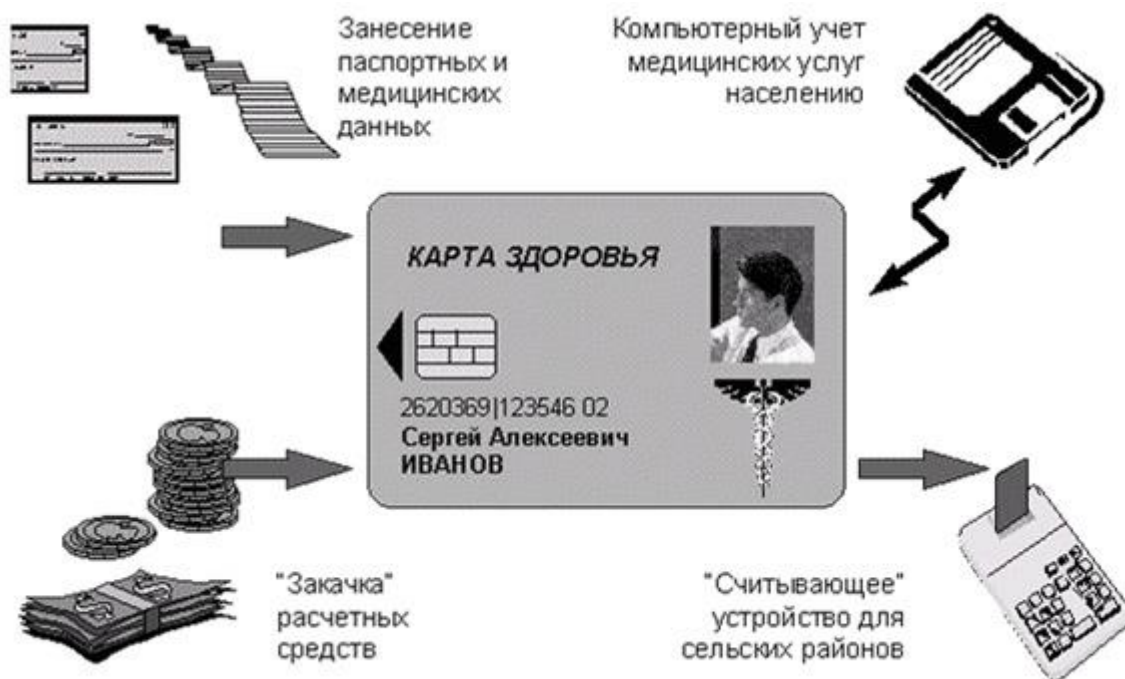 Занесение
паспортных и
медицинских
данных
Компьютерный учет
медицинских услуг
населению
КАРТА ЗДОРОВЬЯ
2620369|123546 02
Сергей Алексеевич
ИВАНОВ
"Закачка"
расчетных
средств
"Считывающее"
устройство для
сельских районов